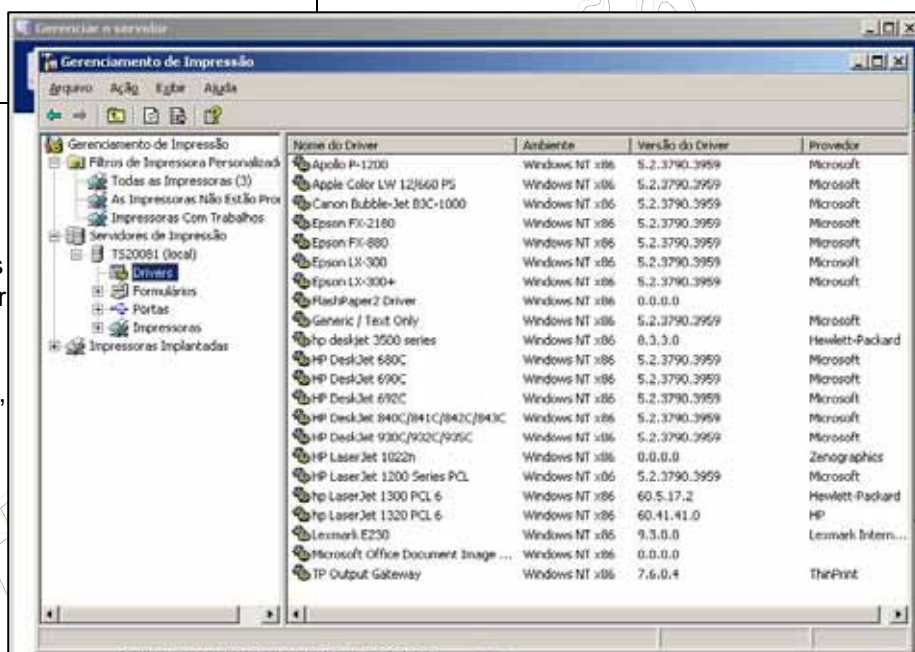 Gerenciar o servidor
Gerenciamento de Impressão
Arquivo Ação Exibir Ajuda
Gerenciamento de Impressão
Filtros de Impressora Personalizad
Todas as Impressoras (3)
As Impressoras Não Estão Pron
Impressoras Com Trabalhos
Servidores de Impressão
TS20081 (local)
Drivers
Formulários
Portas
Impressoras
Impressoras Implantadas
s
r
,
Nome do Driver Ambiente Versão do Driver Provedor
Apollo P-1200 Windows NT x86 5.2.3790.3959 Microsoft
Apple Color LW 12/660 PS Windows NT x86 5.2.3790.3959 Microsoft
Canon Bubble-Jet BJC-1000 Windows NT x86 5.2.3790.3959 Microsoft
Epson FX-2180 Windows NT x86 5.2.3790.3959 Microsoft
Epson FX-880 Windows NT x86 5.2.3790.3959 Microsoft
Epson LX-300 Windows NT x86 5.2.3790.3959 Microsoft
Epson LX-300+ Windows NT x86 5.2.3790.3959 Microsoft
FlashPaper2 Driver Windows NT x86 0.0.0.0
Generic / Text Only Windows NT x86 5.2.3790.3959 Microsoft
hp deskjet 3500 series Windows NT x86 8.3.3.0 Hewlett-Packard
HP DeskJet 680C Windows NT x86 5.2.3790.3959 Microsoft
HP DeskJet 690C Windows NT x86 5.2.3790.3959 Microsoft
HP DeskJet 692C Windows NT x86 5.2.3790.3959 Microsoft
HP DeskJet 840C/841C/842C/843C Windows NT x86 5.2.3790.3959 Microsoft
HP DeskJet 930C/932C/935C Windows NT x86 5.2.3790.3959 Microsoft
HP LaserJet 1022n Windows NT x86 0.0.0.0 Zenographics
HP LaserJet 1200 Series PCL Windows NT x86 5.2.3790.3959 Microsoft
hp LaserJet 1300 PCL 6 Windows NT x86 60.5.17.2 Hewlett-Packard
hp LaserJet 1320 PCL 6 Windows NT x86 60.41.41.0 HP
Lexmark E230 Windows NT x86 9.3.0.0 Lexmark Intern...
Microsoft Office Document Image ... Windows NT x86 0.0.0.0
TP Output Gateway Windows NT x86 7.6.0.4 ThinPrint